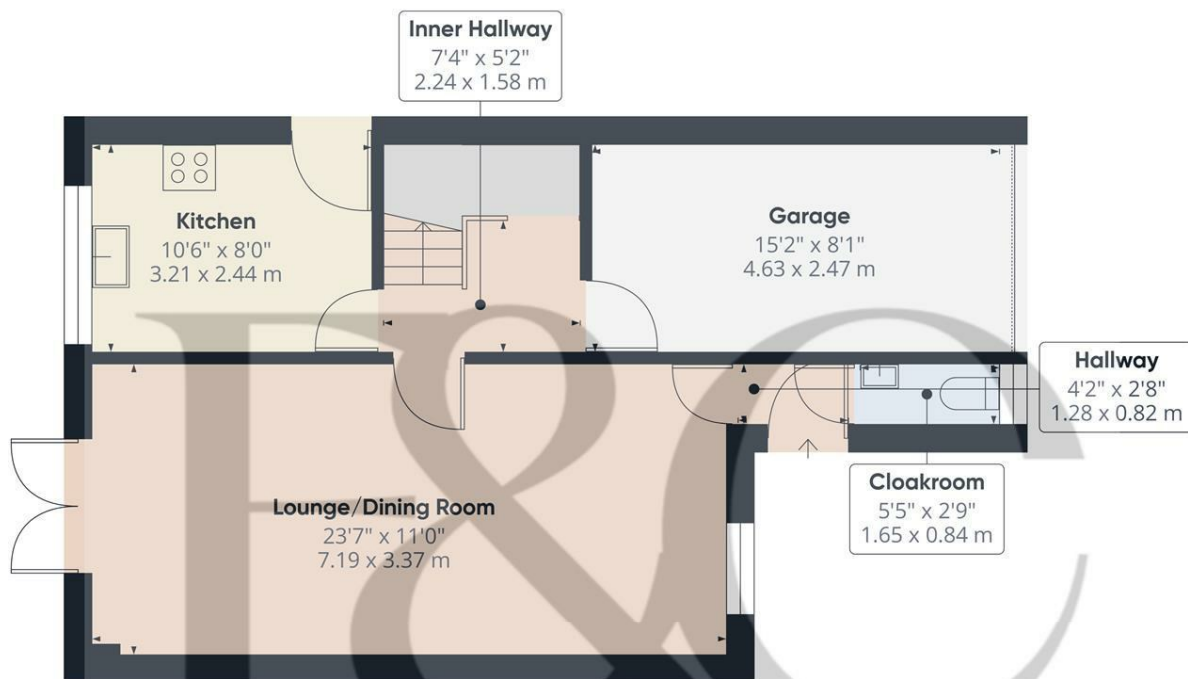 Inner Hallway
7'4" x 5'2"
2.24 x 1.58 m
Kitchen
10'6" x 8'0"
3.21 x 2.44 m
Garage
15'2" x 8'1"
4.63 x 2.47 m
Hallway
4'2" x 2'8"
1.28 x 0.82 m
Cloakroom
5'5" x 2'9"
1.65 x 0.84 m
Lounge/Dining Room
23'7" x 11'0"
7.19 x 3.37 m
F&C